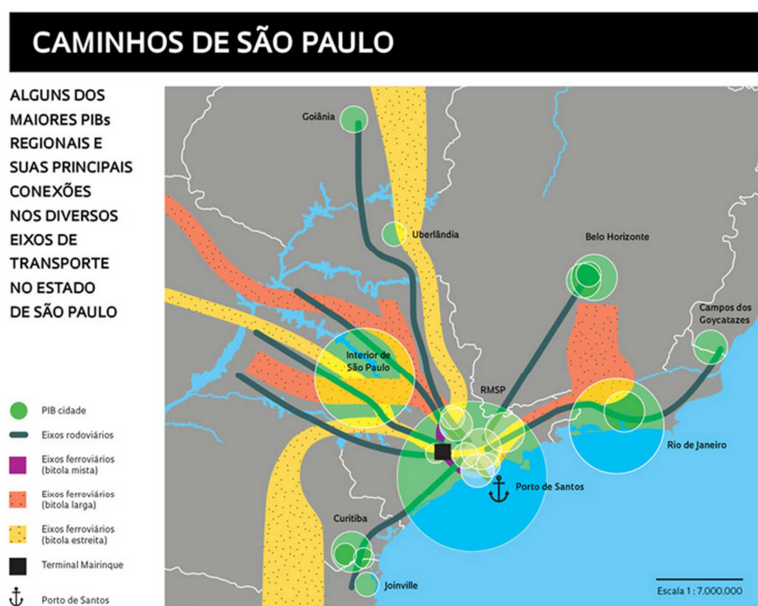 CAMINHOS DE SÃO PAULO
ALGUNS DOS
MAIORES PIBs
REGIONAIS E
SUAS PRINCIPAIS
CONEXÕES
NOS DIVERSOS
EIXOS DE
TRANSPORTE
NO ESTADO
DE SÃO PAULO
PIB cidade
Eixos rodoviários
Eixos ferroviários
(bitola mista)
Eixos ferroviários
(bitola larga)
Eixos ferroviários
(bitola estreita)
Terminal Mairinque
Porto de Santos
Goiânia
Uberlândia
Belo Horizonte
Campos dos
Goycatazes
Interior de
São Paulo
RMSP
Rio de Janeiro
Porto de Santos
Curitiba
Joinville
Escala 1 : 7.000.000